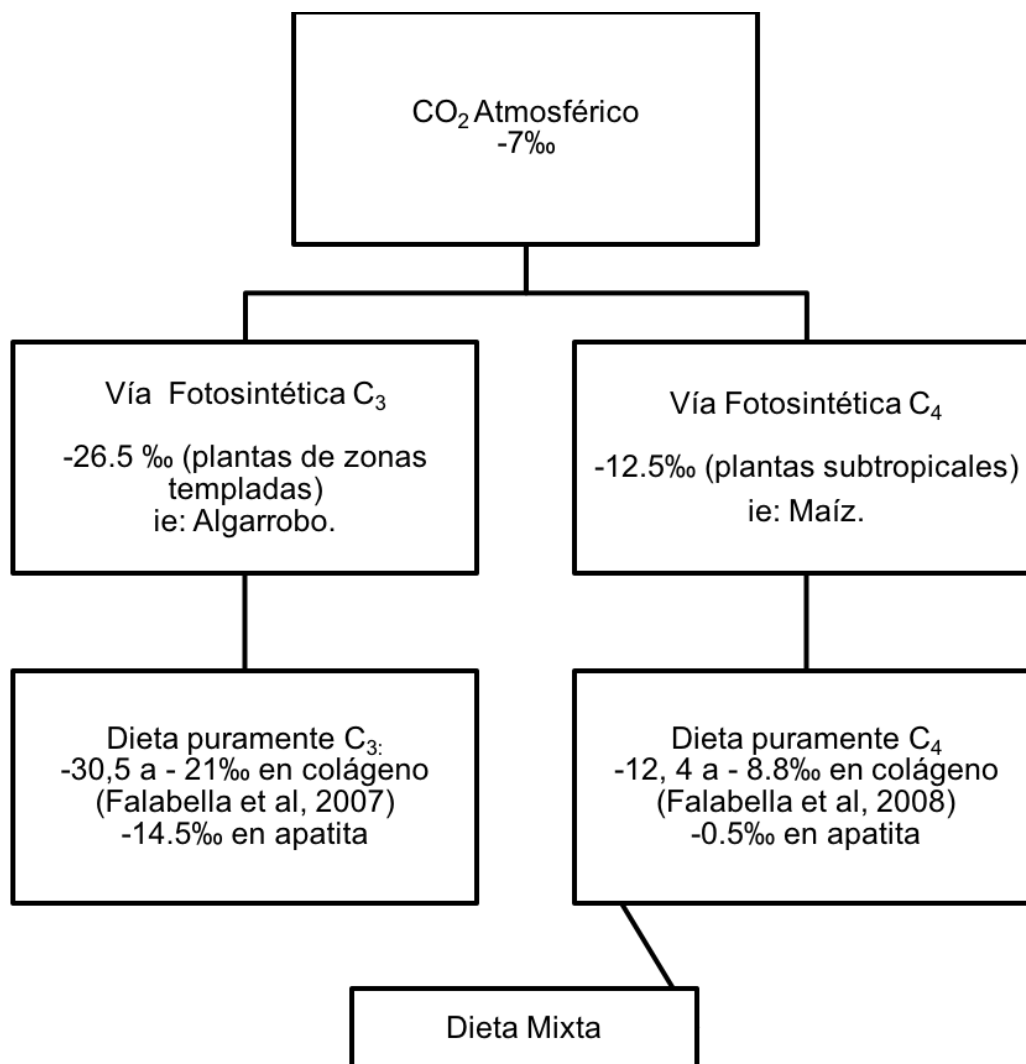 CO₂ Atmosférico
-7‰
Vía Fotosintética C₃
-26.5 ‰ (plantas de zonas
templadas)
ie: Algarrobo.
Vía Fotosintética C₄
-12.5‰ (plantas subtropicales)
ie: Maíz.
Dieta puramente C₃:
-30,5 a - 21‰ en colágeno
(Falabella et al, 2007)
-14.5‰ en apatita
Dieta puramente C₄
-12, 4 a - 8.8‰ en colágeno
(Falabella et al, 2008)
-0.5‰ en apatita
Dieta Mixta